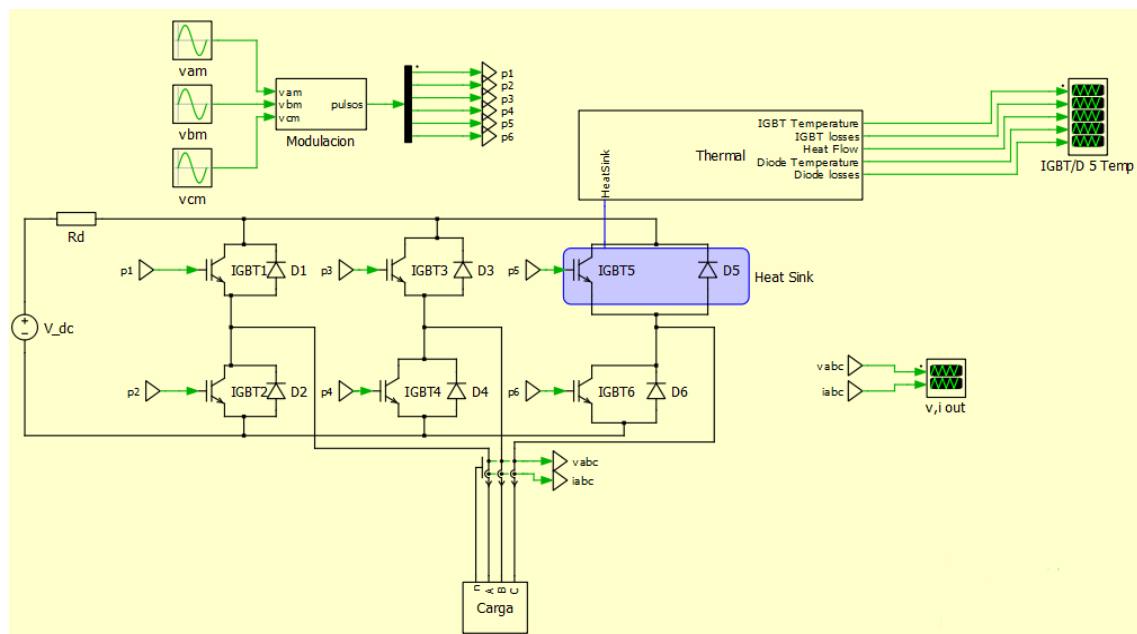 vam
vbm
vcm
vam
vbm
vcm
pulsos
Modulacion
p1
p2
p3
p4
p5
p6
HeatSink
Thermal
IGBT Temperature
IGBT losses
Heat Flow
Diode Temperature
Diode losses
IGBT/D 5 Temp
Rd
V_dc
p1
IGBT1
D1
p3
IGBT3
D3
p5
IGBT5
D5
Heat Sink
p2
IGBT2
D2
p4
IGBT4
D4
p6
IGBT6
D6
vabc
iabc
v,i out
vabc
iabc
n
A
B
C
Carga